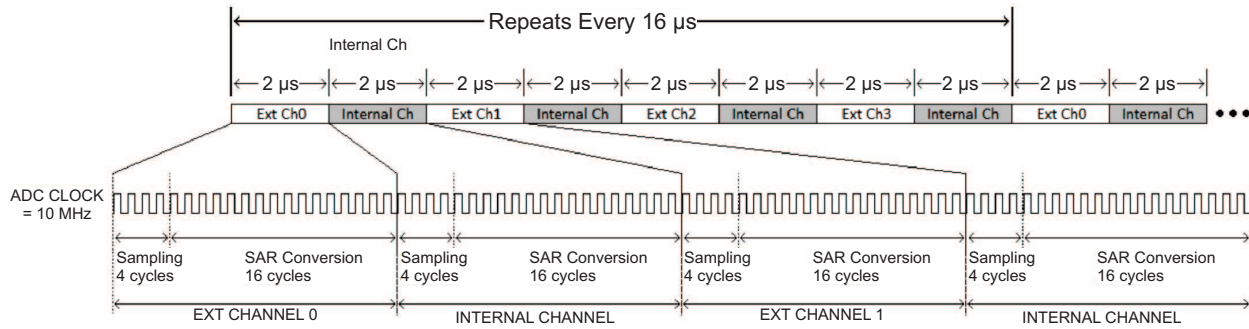 Repeats Every 16 µs
Internal Ch
2 µs 2 µs 2 µs 2 µs 2 µs 2 µs 2 µs 2 µs 2 µs 2 µs
Ext Ch0 Internal Ch Ext Ch1 Internal Ch Ext Ch2 Internal Ch Ext Ch3 Internal Ch Ext Ch0 Internal Ch
ADC CLOCK
= 10 MHz
Sampling SAR Conversion Sampling SAR Conversion Sampling SAR Conversion Sampling SAR Conversion
4 cycles 16 cycles 4 cycles 16 cycles 4 cycles 16 cycles 4 cycles 16 cycles
EXT CHANNEL 0 INTERNAL CHANNEL EXT CHANNEL 1 INTERNAL CHANNEL